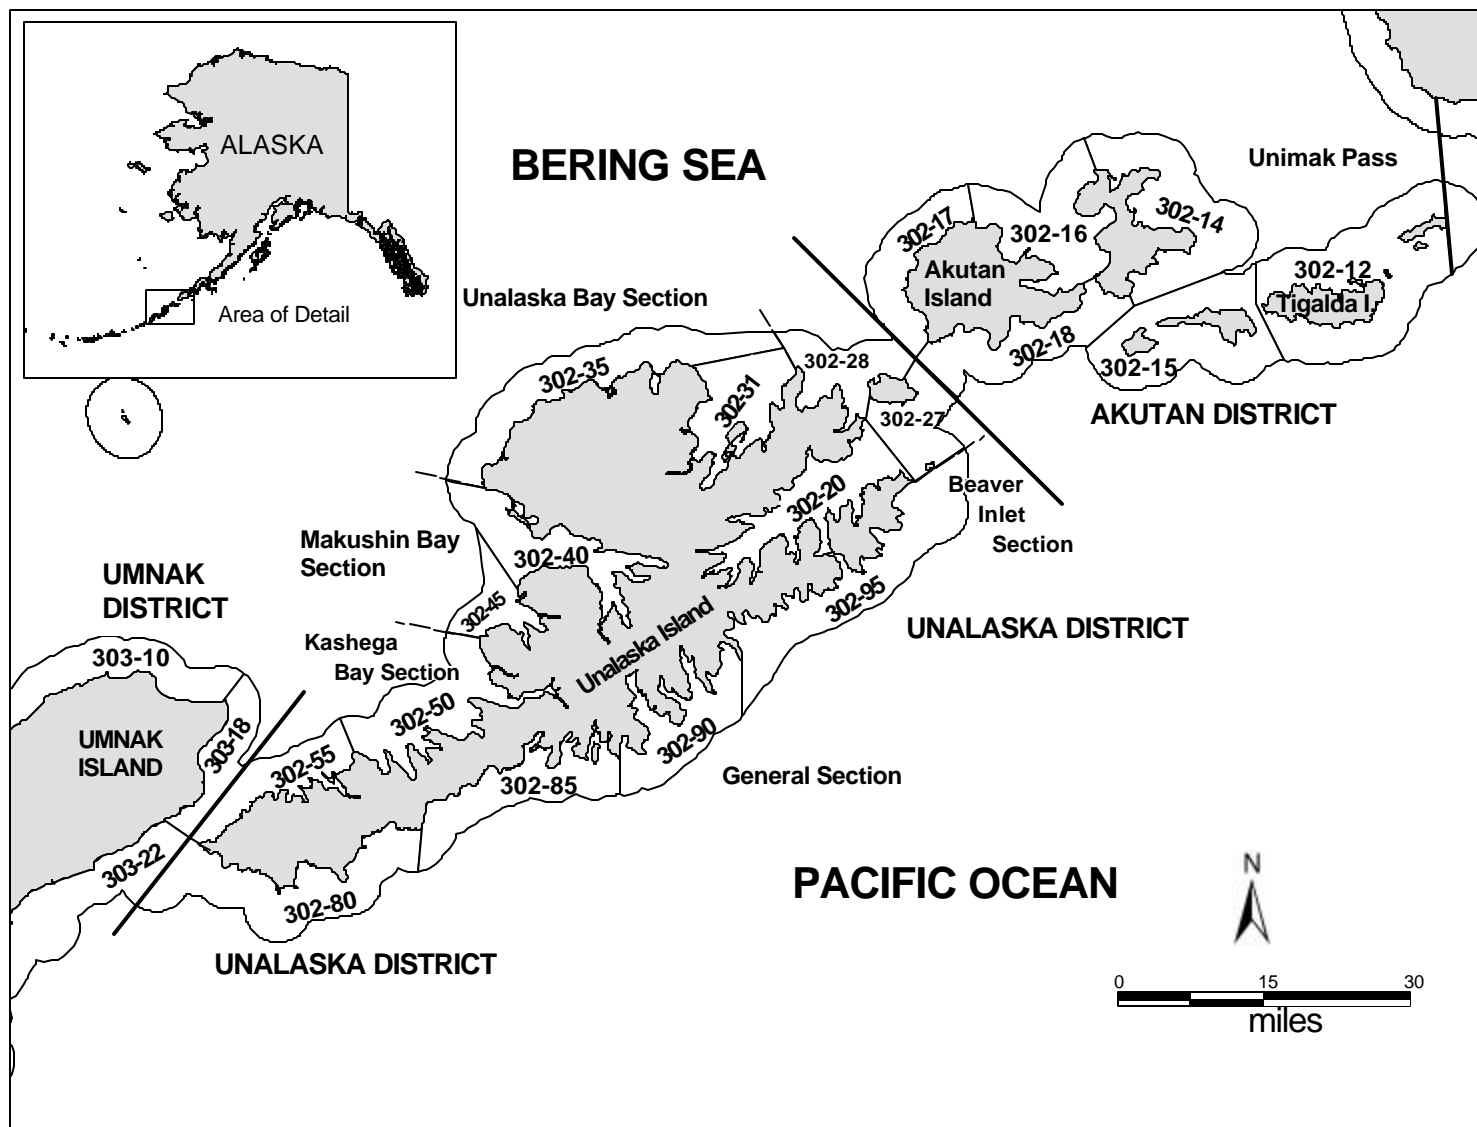 ALASKA
Area of Detail
BERING SEA
Unimak Pass
302-17
302-16
302-14
Akutan
Island
302-12
Tigalda I.
302-18
302-15
AKUTAN DISTRICT
Unalaska Bay Section
302-35
302-31
302-28
302-27
302-20
Beaver
Inlet
Section
Makushin Bay
Section
302-40
302-45
302-95
UNALASKA DISTRICT
UMNAK
DISTRICT
303-10
Kashega
Bay Section
Unalaska Island
302-50
302-90
UMNAK
ISLAND
303-18
302-55
302-85
General Section
303-22
302-80
PACIFIC OCEAN
UNALASKA DISTRICT
N
0 15 30
miles